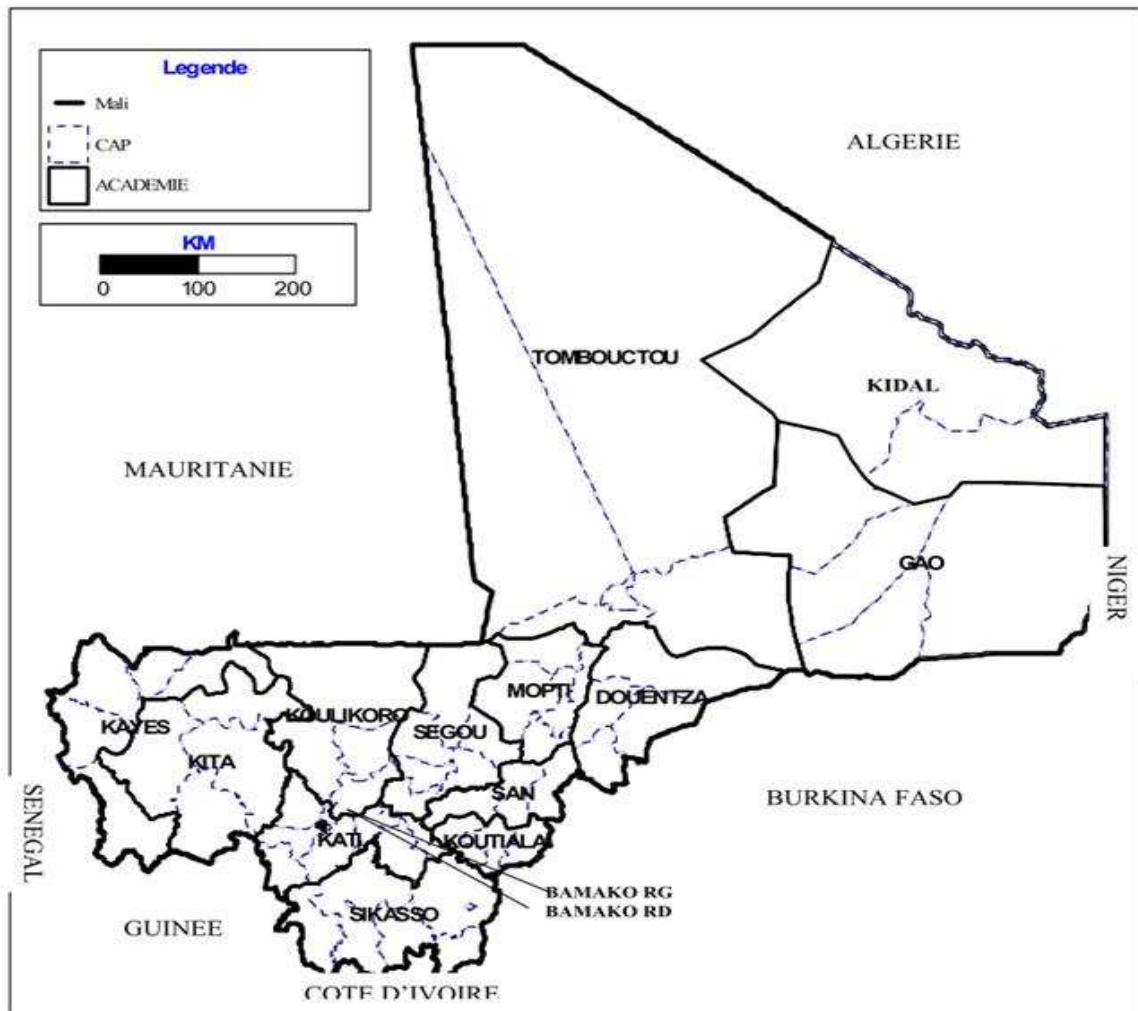 Legende
Mali
CAP
ACADEMIE
KM
0 100 200
ALGERIE
TOMBOUCTOU
KIDAL
MAURITANIE
GAO
NIGER
MOPTI
DOUENTZA
KAYES
KOULIKORO
SEGOU
KITA
SAN
BURKINA FASO
SENEGAL
KATI
KOUTIALA
BAMAKO RG
BAMAKO RD
SIKASSO
GUINEE
COTE D'IVOIRE